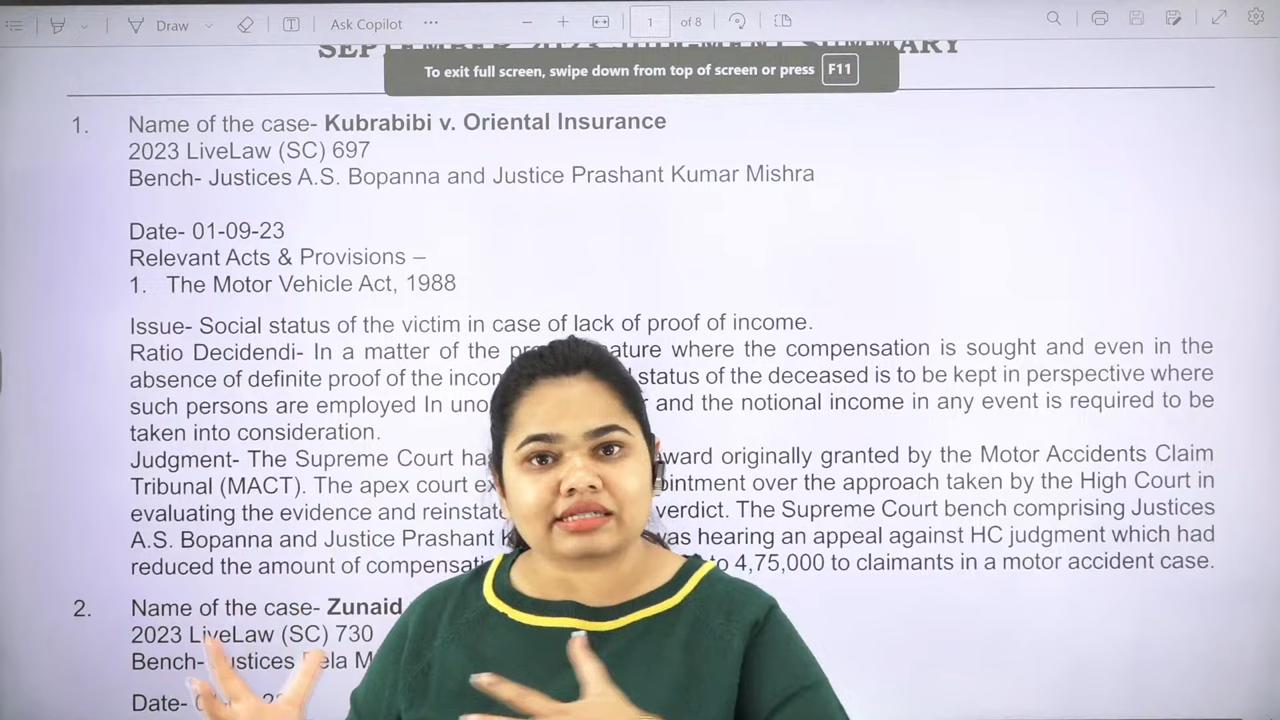 Draw
Ask Copilot
1 of 8
SEPTEMBER 2023 JUDGMENT SUMMARY
To exit full screen, swipe down from top of screen or press F11
1. Name of the case- Kubrabibi v. Oriental Insurance
2023 LiveLaw (SC) 697
Bench- Justices A.S. Bopanna and Justice Prashant Kumar Mishra
Date- 01-09-23
Relevant Acts & Provisions –
1. The Motor Vehicle Act, 1988
Issue- Social status of the victim in case of lack of proof of income.
Ratio Decidendi- In a matter of the ature where the compensation is sought and even in the
absence of definite proof of the status of the deceased is to be kept in perspective where
such persons are employed In and the notional income in any event is required to be
taken into consideration.
Judgment- The Supreme Court ward originally granted by the Motor Accidents Claim
Tribunal (MACT). The apex court ointment over the approach taken by the High Court in
evaluating the evidence and verdict. The Supreme Court bench comprising Justices
A.S. Bopanna and Justice Prashant was hearing an appeal against HC judgment which had
reduced the amount of to 4,75,000 to claimants in a motor accident case.
2. Name of the case- Zunaid
2023 LiveLaw (SC) 730
Bench- Justices Bela M
Date-